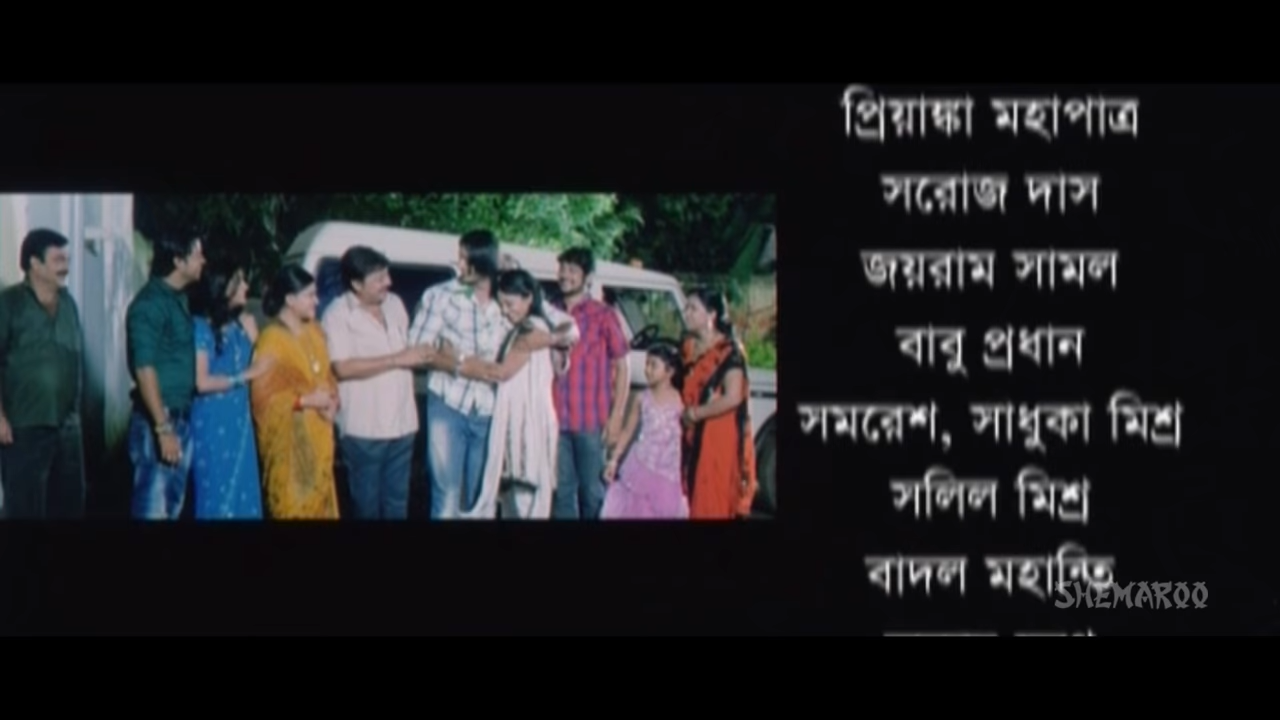 প্রিয়াঙ্কা মহাপাত্র
সরোজ দাস
জয়রাম সামল
বাবু প্রধান
সমরেশ, সাধুকা মিশ্র
সলিল মিশ্র
বাদল মহান্তি
SHEMAROO